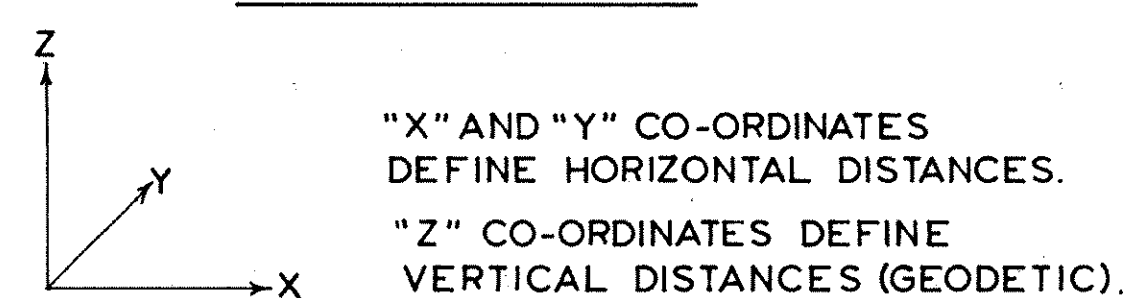 Z
"X" AND "Y" CO-ORDINATES
DEFINE HORIZONTAL DISTANCES.
Y
"Z" CO-ORDINATES DEFINE
VERTICAL DISTANCES (GEODETIC).
X